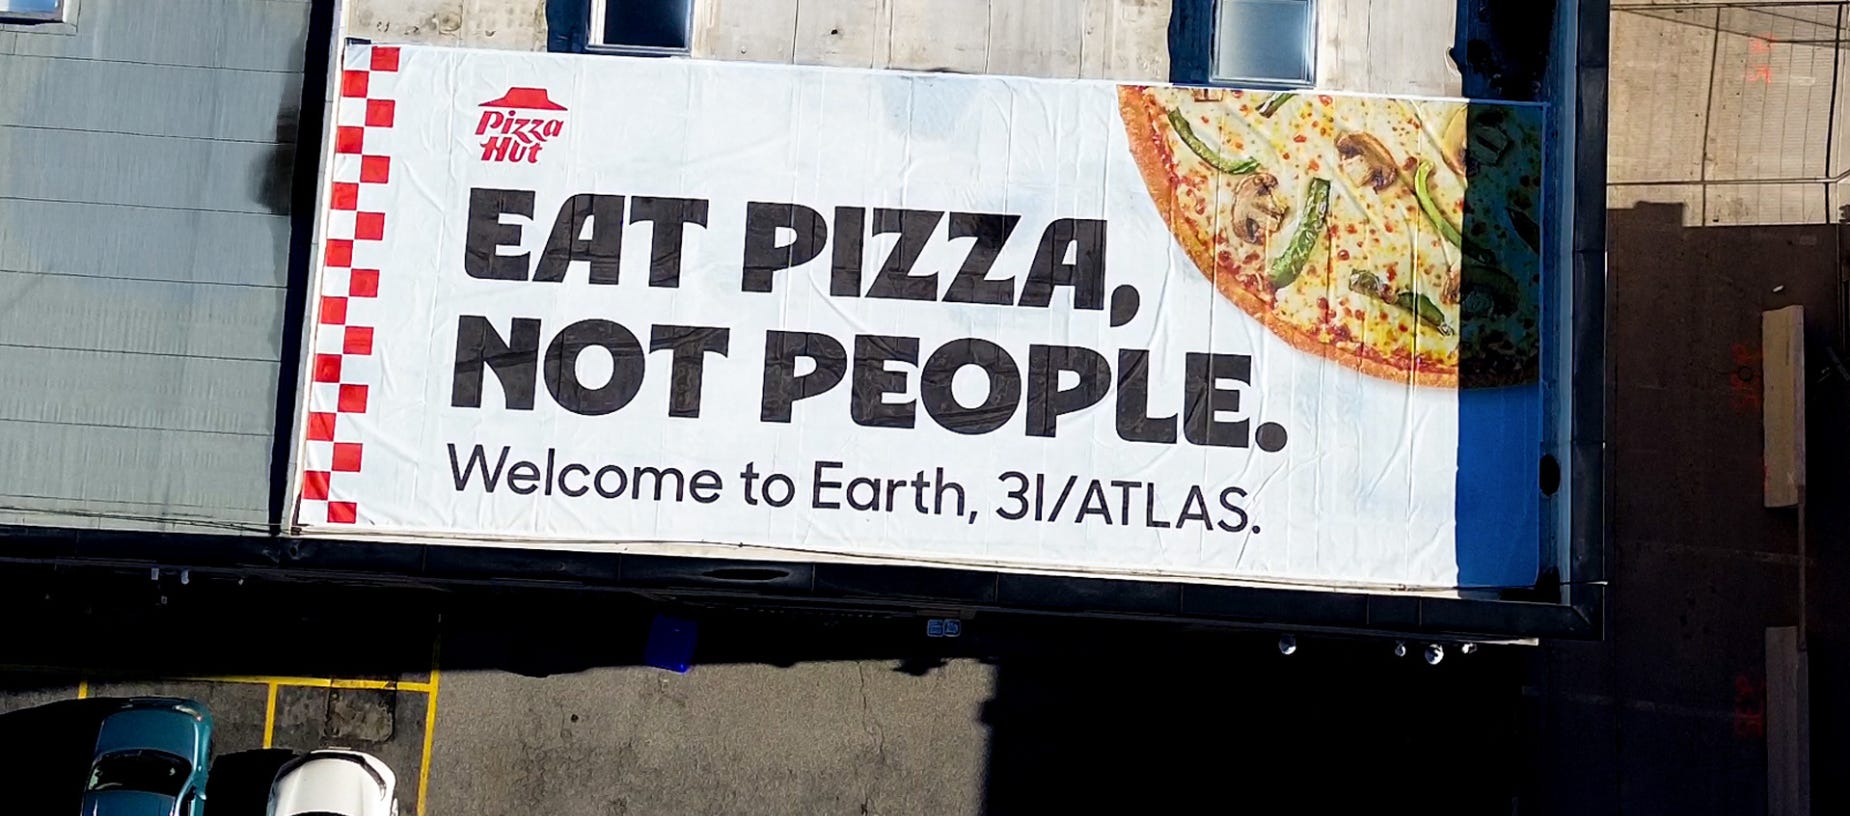 Pizza
Hut
EAT PIZZA,
NOT PEOPLE.
Welcome to Earth, 3I/ATLAS.